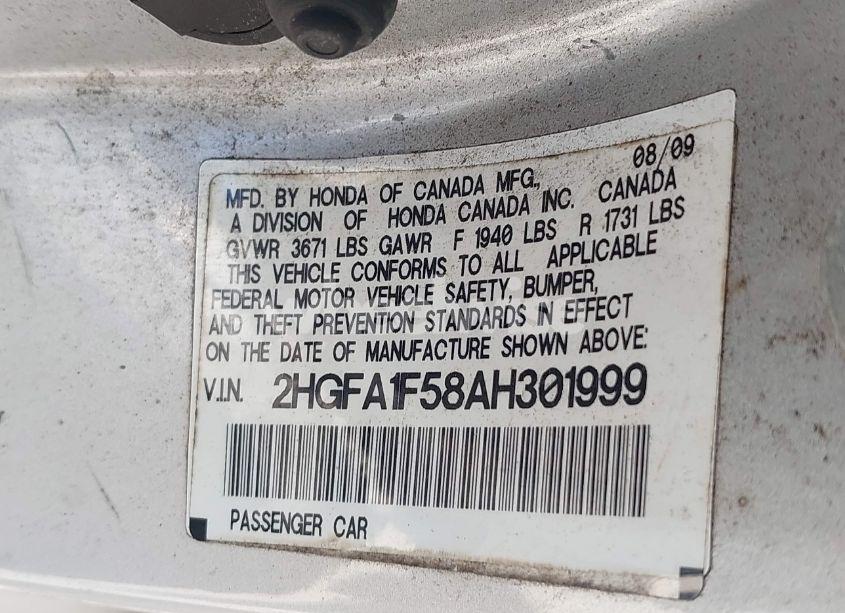 08/09
MFD. BY HONDA OF CANADA MFG.,
A DIVISION OF HONDA CANADA INC. CANADA
GVWR 3671 LBS GAWR F 1940 LBS R 1731 LBS
THIS VEHICLE CONFORMS TO ALL APPLICABLE
FEDERAL MOTOR VEHICLE SAFETY, BUMPER,
AND THEFT PREVENTION STANDARDS IN EFFECT
ON THE DATE OF MANUFACTURE SHOWN ABOVE:
V.I.N. 2HGFA1F58AH301999
PASSENGER CAR